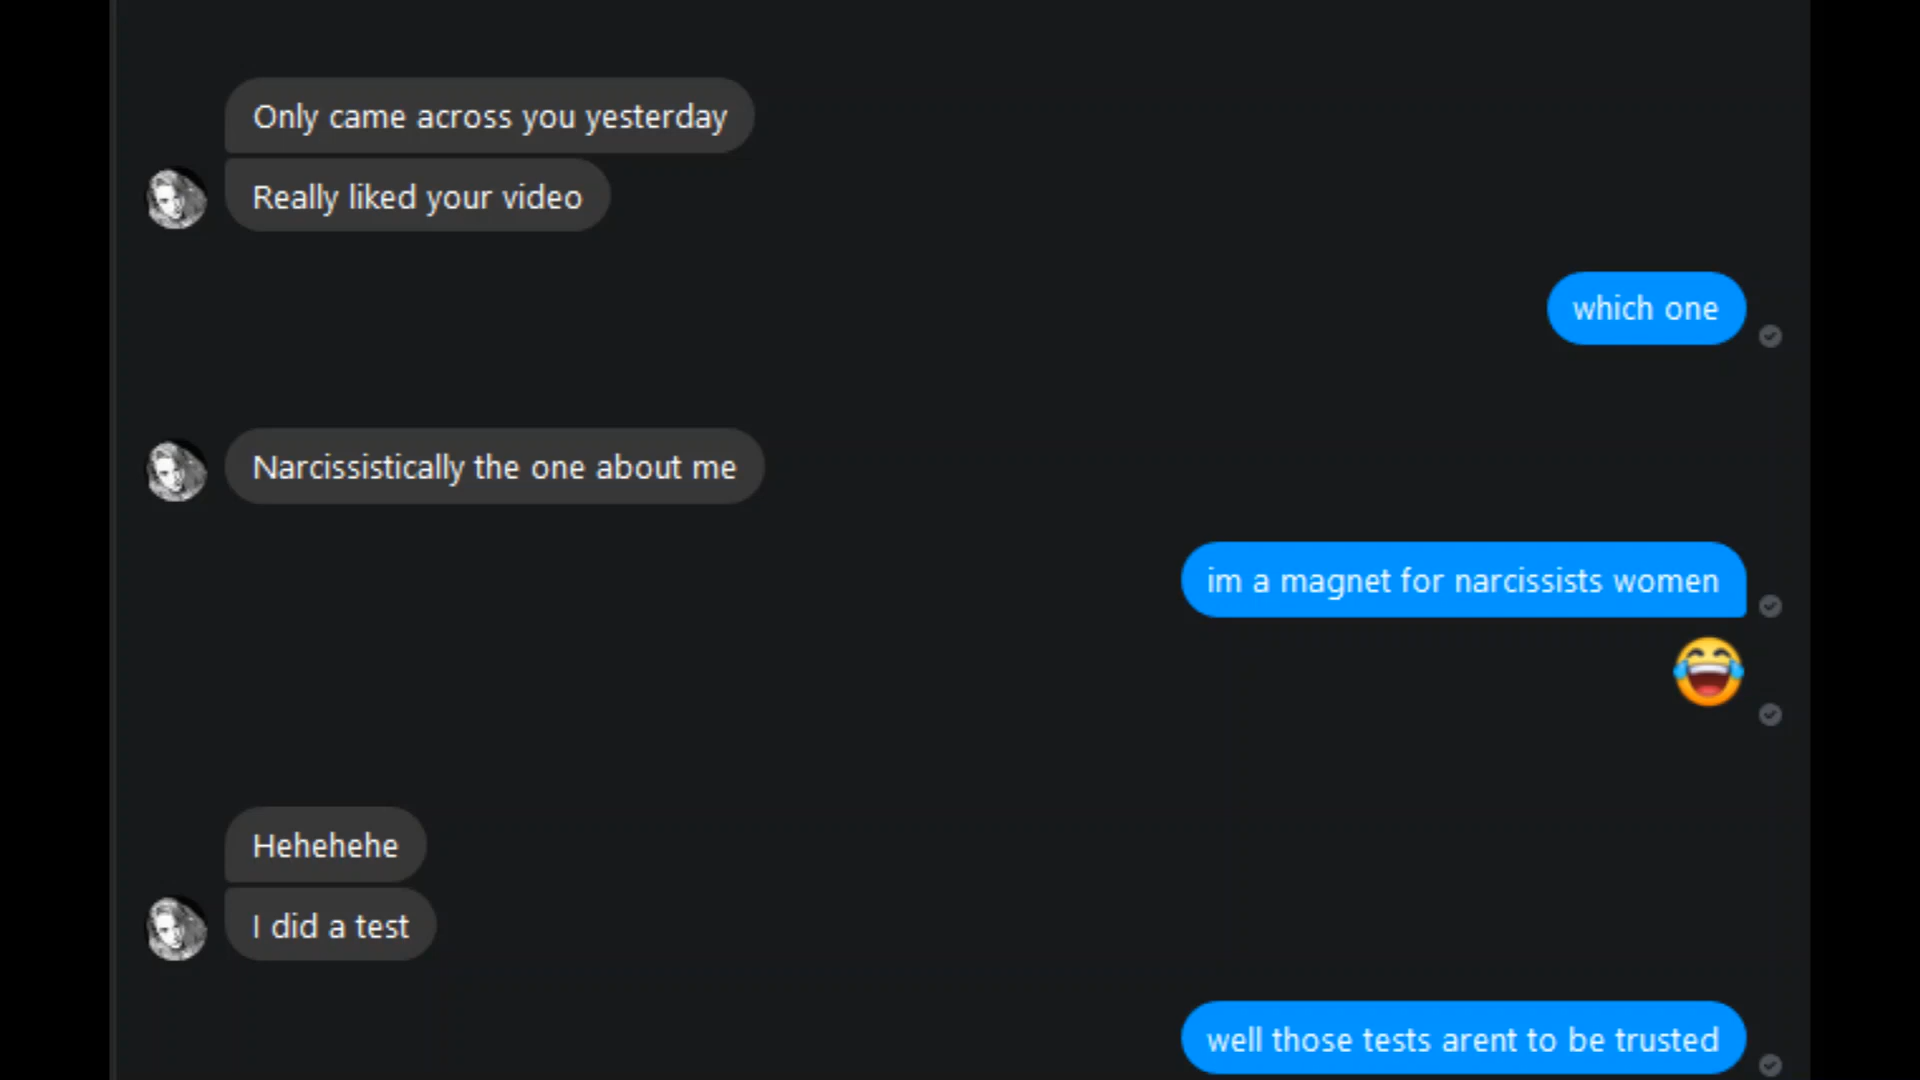 Only came across you yesterday
Really liked your video
which one
Narcissistically the one about me
im a magnet for narcissists women
😂
Hehehehe
I did a test
well those tests arent to be trusted